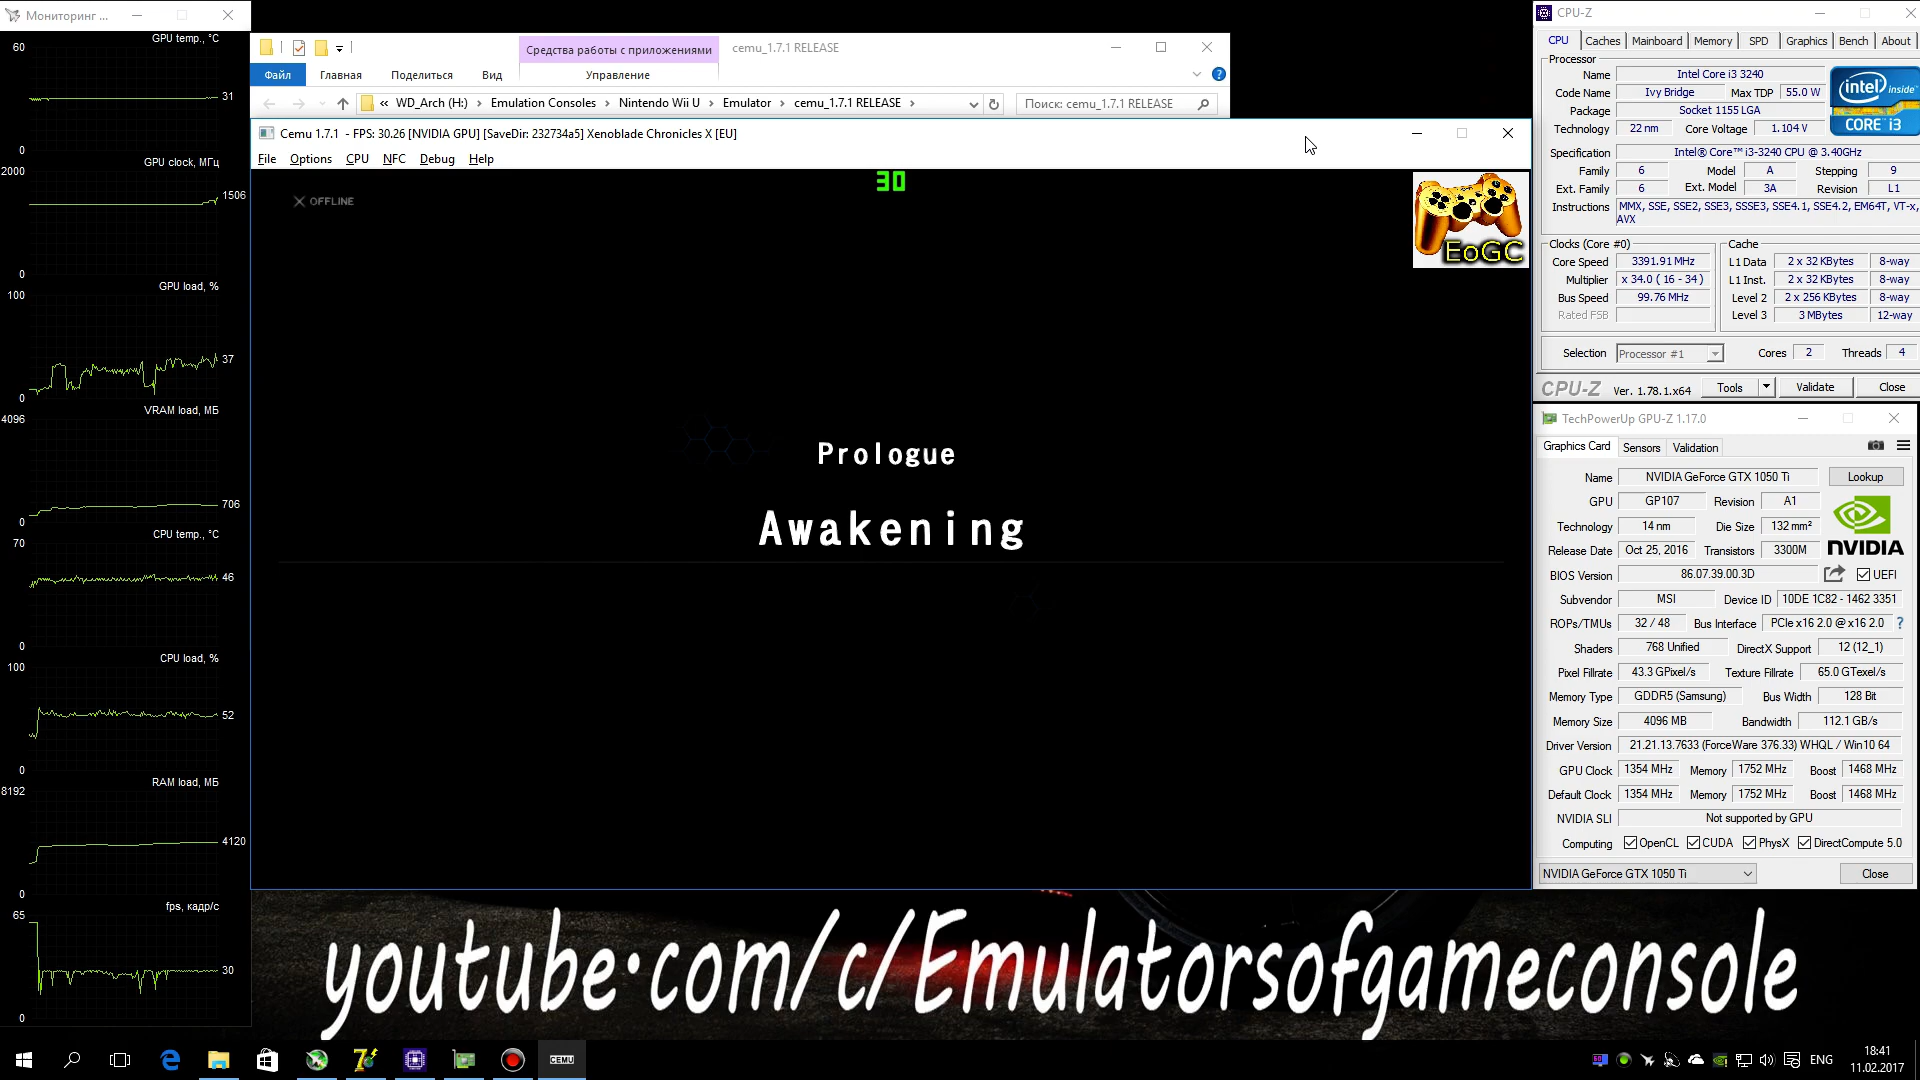 Мониторинг ...
GPU temp., °C
60
31
0
GPU clock, МГц
2000
1506
0
GPU load, %
100
37
0
VRAM load, МБ
4096
706
0
CPU temp., °C
70
46
0
CPU load, %
100
52
0
RAM load, МБ
8192
4120
0
fps, кадр/с
65
30
0
Средства работы с приложениями
cemu_1.7.1 RELEASE
Файл Главная Поделиться Вид Управление
« WD_Arch (H:) > Emulation Consoles > Nintendo Wii U > Emulator > cemu_1.7.1 RELEASE >
Поиск: cemu_1.7.1 RELEASE
Cemu 1.7.1 - FPS: 30.26 [NVIDIA GPU] [SaveDir: 232734a5] Xenoblade Chronicles X [EU]
File Options CPU NFC Debug Help
30
OFFLINE
EoGC
Prologue
Awakening
CPU-Z
CPU Caches Mainboard Memory SPD Graphics Bench About
Processor
Name Intel Core i3 3240
Code Name Ivy Bridge Max TDP 55.0 W
Package Socket 1155 LGA
Technology 22 nm Core Voltage 1.104 V
intel inside™
CORE i3
Specification Intel® Core™ i3-3240 CPU @ 3.40GHz
Family 6 Model A Stepping 9
Ext. Family 6 Ext. Model 3A Revision L1
Instructions MMX, SSE, SSE2, SSE3, SSSE3, SSE4.1, SSE4.2, EM64T, VT-x,
AVX
Clocks (Core #0)
Core Speed 3391.91 MHz
Multiplier x 34.0 ( 16 - 34 )
Bus Speed 99.76 MHz
Rated FSB
Cache
L1 Data 2 x 32 KBytes 8-way
L1 Inst. 2 x 32 KBytes 8-way
Level 2 2 x 256 KBytes 8-way
Level 3 3 MBytes 12-way
Selection Processor #1 Cores 2 Threads 4
CPU-Z Ver. 1.78.1.x64 Tools Validate Close
TechPowerUp GPU-Z 1.17.0
Graphics Card Sensors Validation
Name NVIDIA GeForce GTX 1050 Ti Lookup
GPU GP107 Revision A1
Technology 14 nm Die Size 132 mm²
Release Date Oct 25, 2016 Transistors 3300M
NVIDIA
BIOS Version 86.07.39.00.3D UEFI
Subvendor MSI Device ID 10DE 1C82 - 1462 3351
ROPs/TMUs 32 / 48 Bus Interface PCIe x16 2.0 @ x16 2.0 ?
Shaders 768 Unified DirectX Support 12 (12_1)
Pixel Fillrate 43.3 GPixel/s Texture Fillrate 65.0 GTexel/s
Memory Type GDDR5 (Samsung) Bus Width 128 Bit
Memory Size 4096 MB Bandwidth 112.1 GB/s
Driver Version 21.21.13.7633 (ForceWare 376.33) WHQL / Win10 64
GPU Clock 1354 MHz Memory 1752 MHz Boost 1468 MHz
Default Clock 1354 MHz Memory 1752 MHz Boost 1468 MHz
NVIDIA SLI Not supported by GPU
Computing OpenCL CUDA PhysX DirectCompute 5.0
NVIDIA GeForce GTX 1050 Ti Close
youtube.com/c/Emulatorsofgameconsole
CEMU
ENG
18:41
11.02.2017